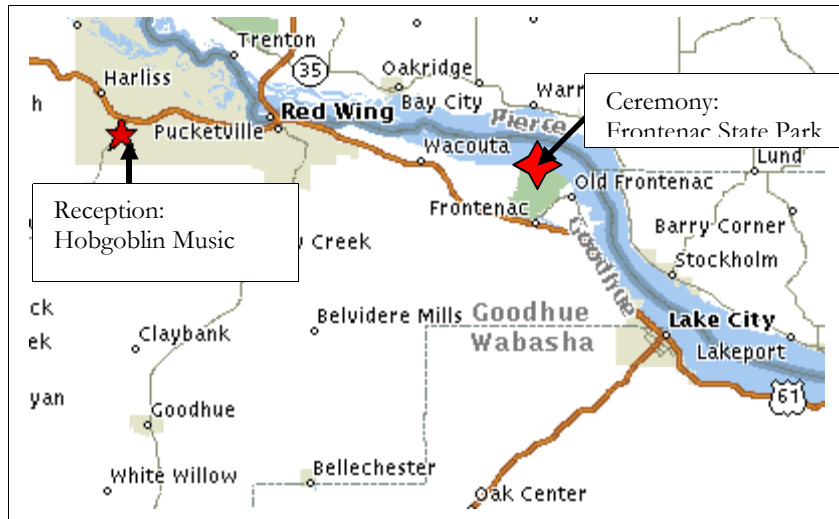 Trenton
35
Harliss
Oakridge
Bay City
Warr
h
Red Wing
Pucketville
Pierce
Ceremony:
Frontenac State Park
Lund
Wacouta
Old Frontenac
Reception:
Hobgoblin Music
Frontenac
Barry Corner
y Creek
Goodhue
Stockholm
ck
Belvidere Mills
Goodhue
Lake City
ek
Claybank
Wabasha
Lakeport
yan
61
Goodhue
White Willow
Bellechester
Oak Center